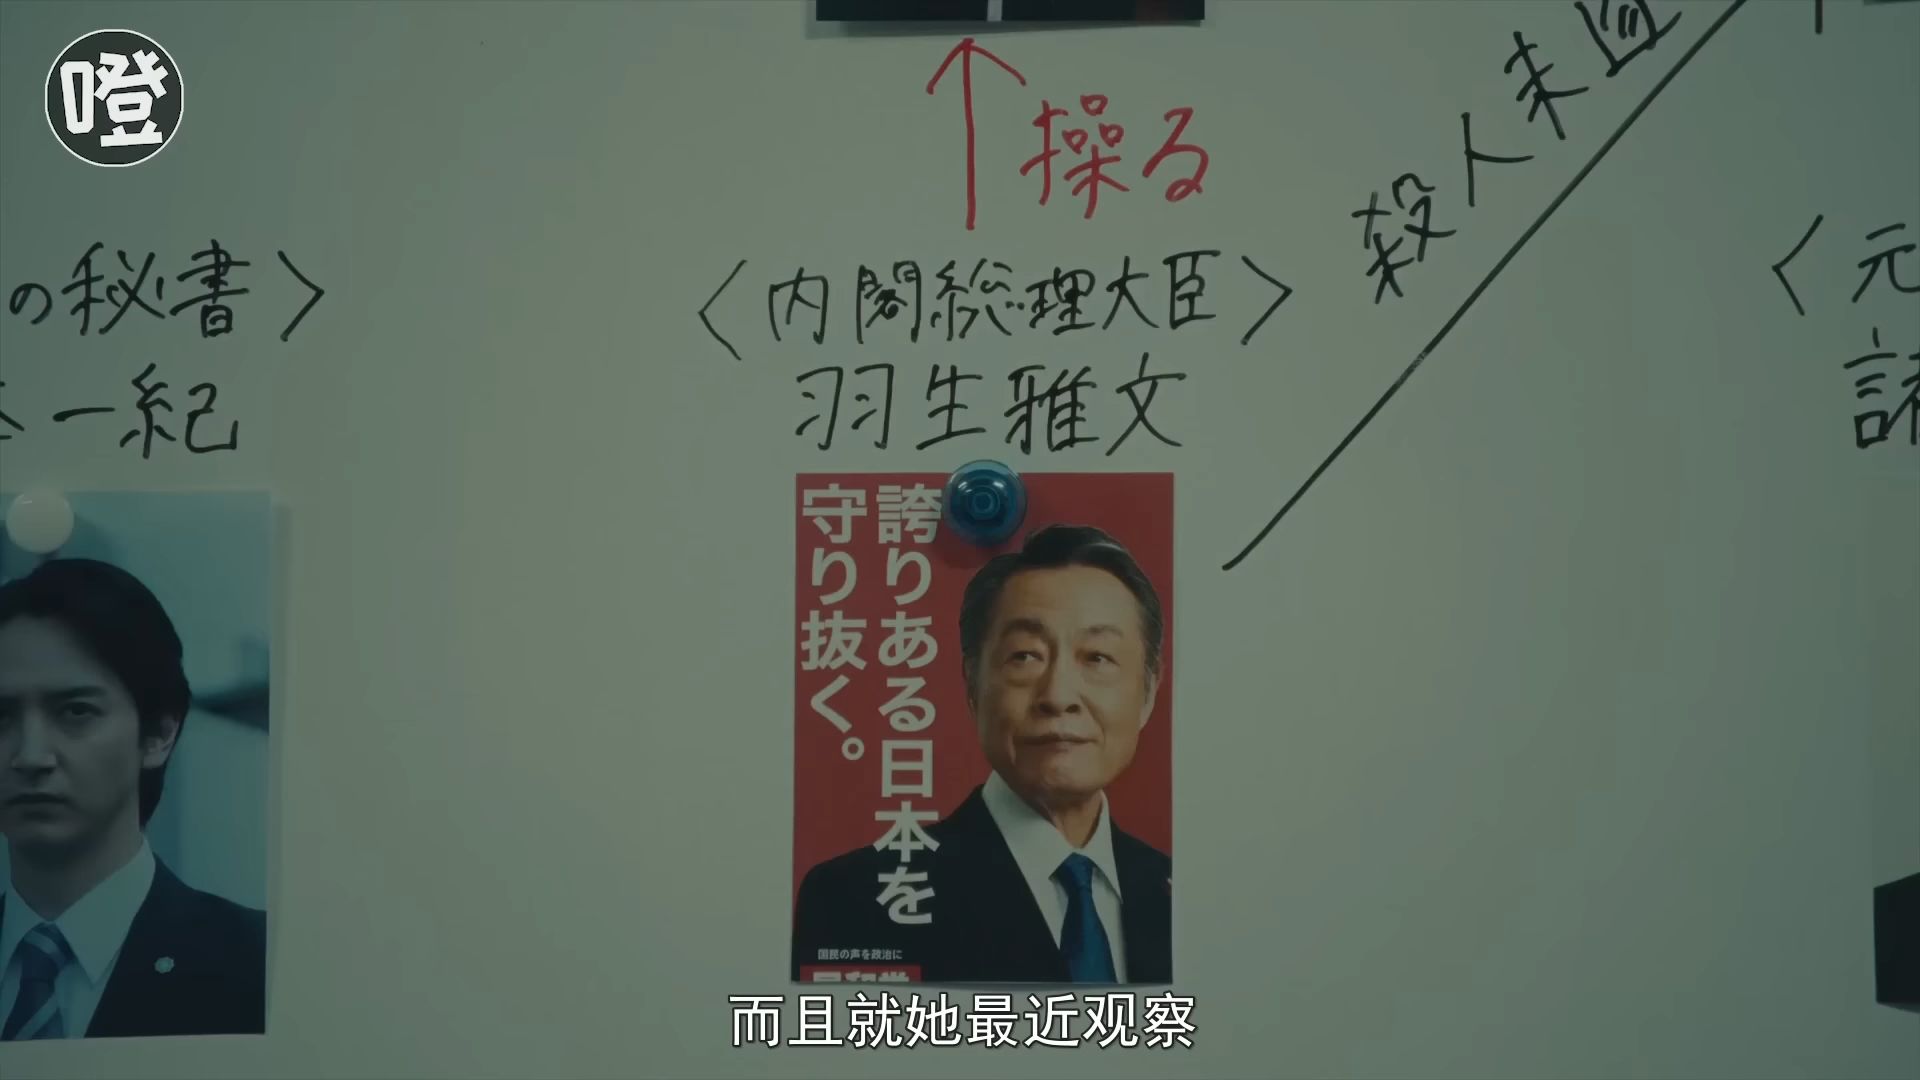 噔
操る
殺人未遂
の秘書〉
〈内閣総理大臣〉
〈元
一紀
羽生雅文
誇りある日本を
守り抜く。
国民の声を政治に
而且就她最近观察